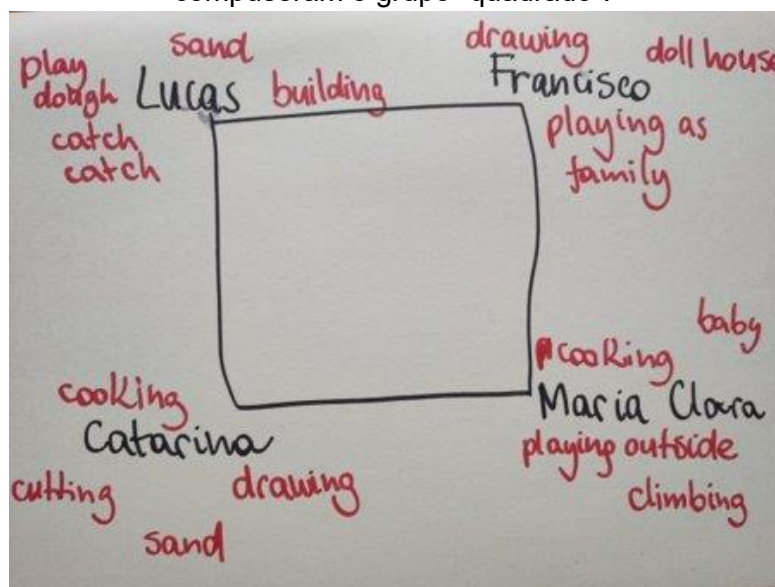 compuseram o grupo "quadrado".
sand
play
dough
Lucas
building
catch
catch
drawing
doll house
Francisco
playing as
family
cooking
Catarina
cutting
drawing
sand
baby
cooking
Maria Clara
playing outside
climbing